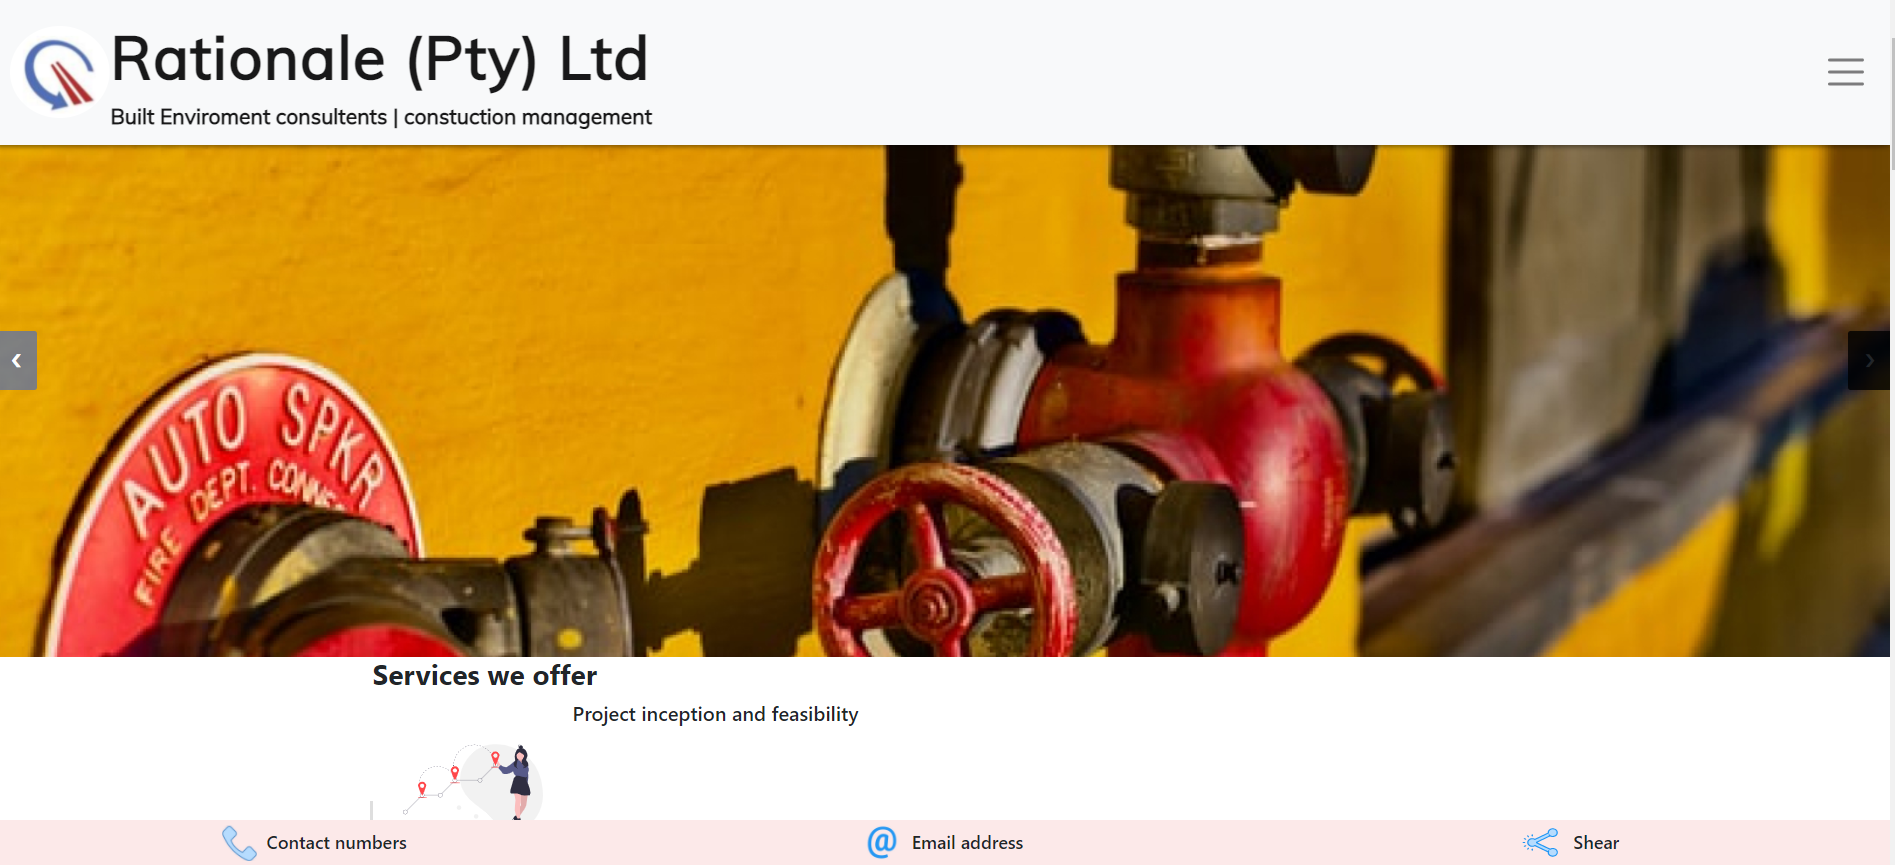 Rationale (Pty) Ltd
Built Enviroment consultents | constuction management
AUTO SPKR
FIRE DEPT.
Services we offer
Project inception and feasibility
Contact numbers
@ Email address
Shear